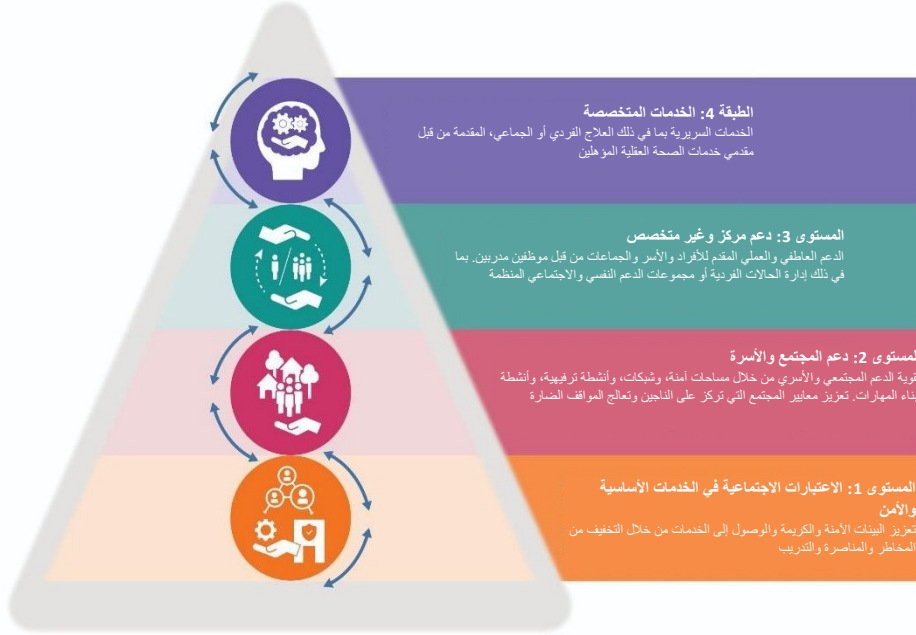 الطبقة 4: الخدمات المتخصصة
الخدمات السريرية بما في ذلك العلاج الفردي أو الجماعي، المقدمة من قبل
مقدمي خدمات الصحة العقلية المؤهلين
المستوى 3: دعم مركز وغير متخصص
الدعم العاطفي والعملي المقدم للأفراد والأسر والجماعات من قبل موظفين مدربين. بما
في ذلك إدارة الحالات الفردية أو مجموعات الدعم النفسي والاجتماعي المنظمة
لمستوى 2: دعم المجتمع والأسرة
قوية الدعم المجتمعي والأسري من خلال مساحات آمنة، وشبكات، وأنشطة ترفيهية، وأنشطة
بناء المهارات. تعزيز معايير المجتمع التي تركز على الناجين وتعالج المواقف الضارة
المستوى 1: الاعتبارات الاجتماعية في الخدمات الأساسية
والأمن
تعزيز البيئات الآمنة والكريمة والوصول إلى الخدمات من خلال التخفيف من
المخاطر والمناصرة والتدريب